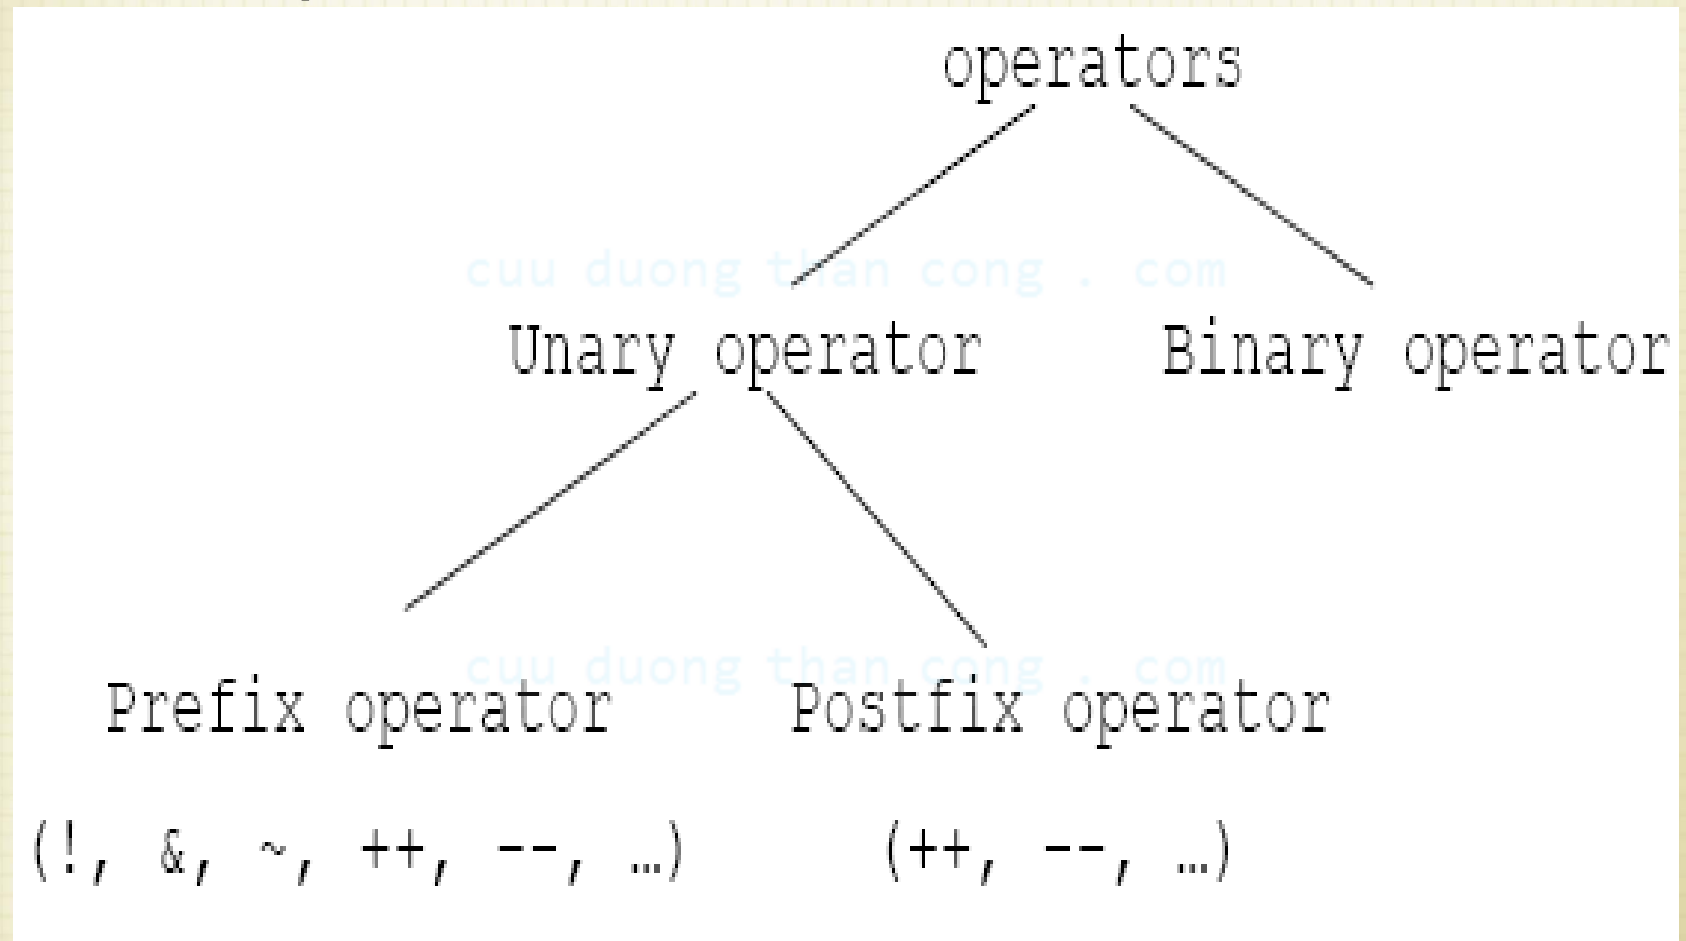 operators
cuu duong than cong . com
Unary operator Binary operator
cuu duong than cong . com
Prefix operator Postfix operator
(!, &, ~, ++, --, …) (++, --, …)